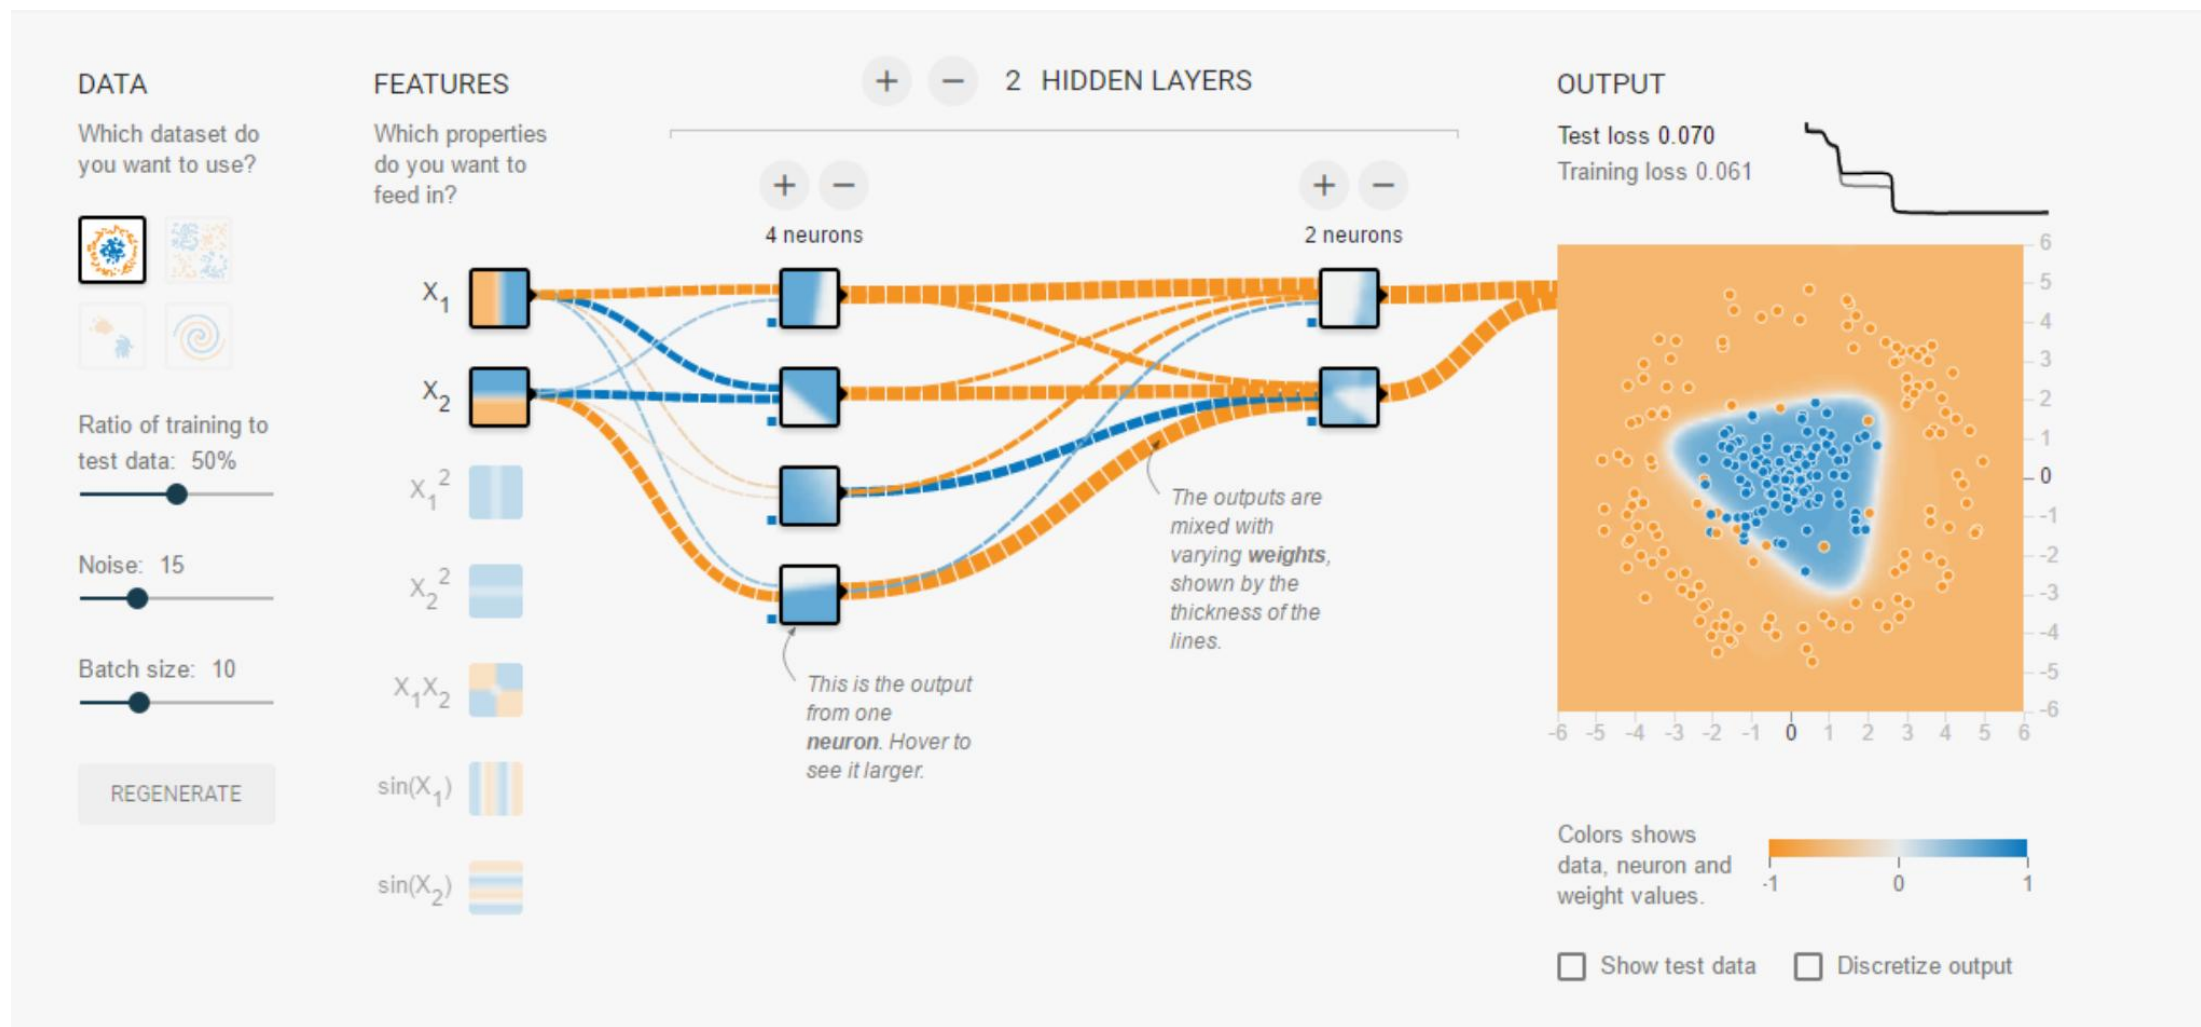 DATA
Which dataset do
you want to use?
Ratio of training to
test data: 50%
Noise: 15
Batch size: 10
REGENERATE
FEATURES
Which properties
do you want to
feed in?
X1
X2
X1^2
X2^2
X1X2
sin(X1)
sin(X2)
+ − 2 HIDDEN LAYERS
+ −
4 neurons
+ −
2 neurons
This is the output
from one
neuron. Hover to
see it larger.
The outputs are
mixed with
varying weights,
shown by the
thickness of the
lines.
OUTPUT
Test loss 0.070
Training loss 0.061
6
5
4
3
2
1
0
-1
-2
-3
-4
-5
-6
-6 -5 -4 -3 -2 -1 0 1 2 3 4 5 6
Colors shows
data, neuron and
weight values.
-1 0 1
Show test data
Discretize output